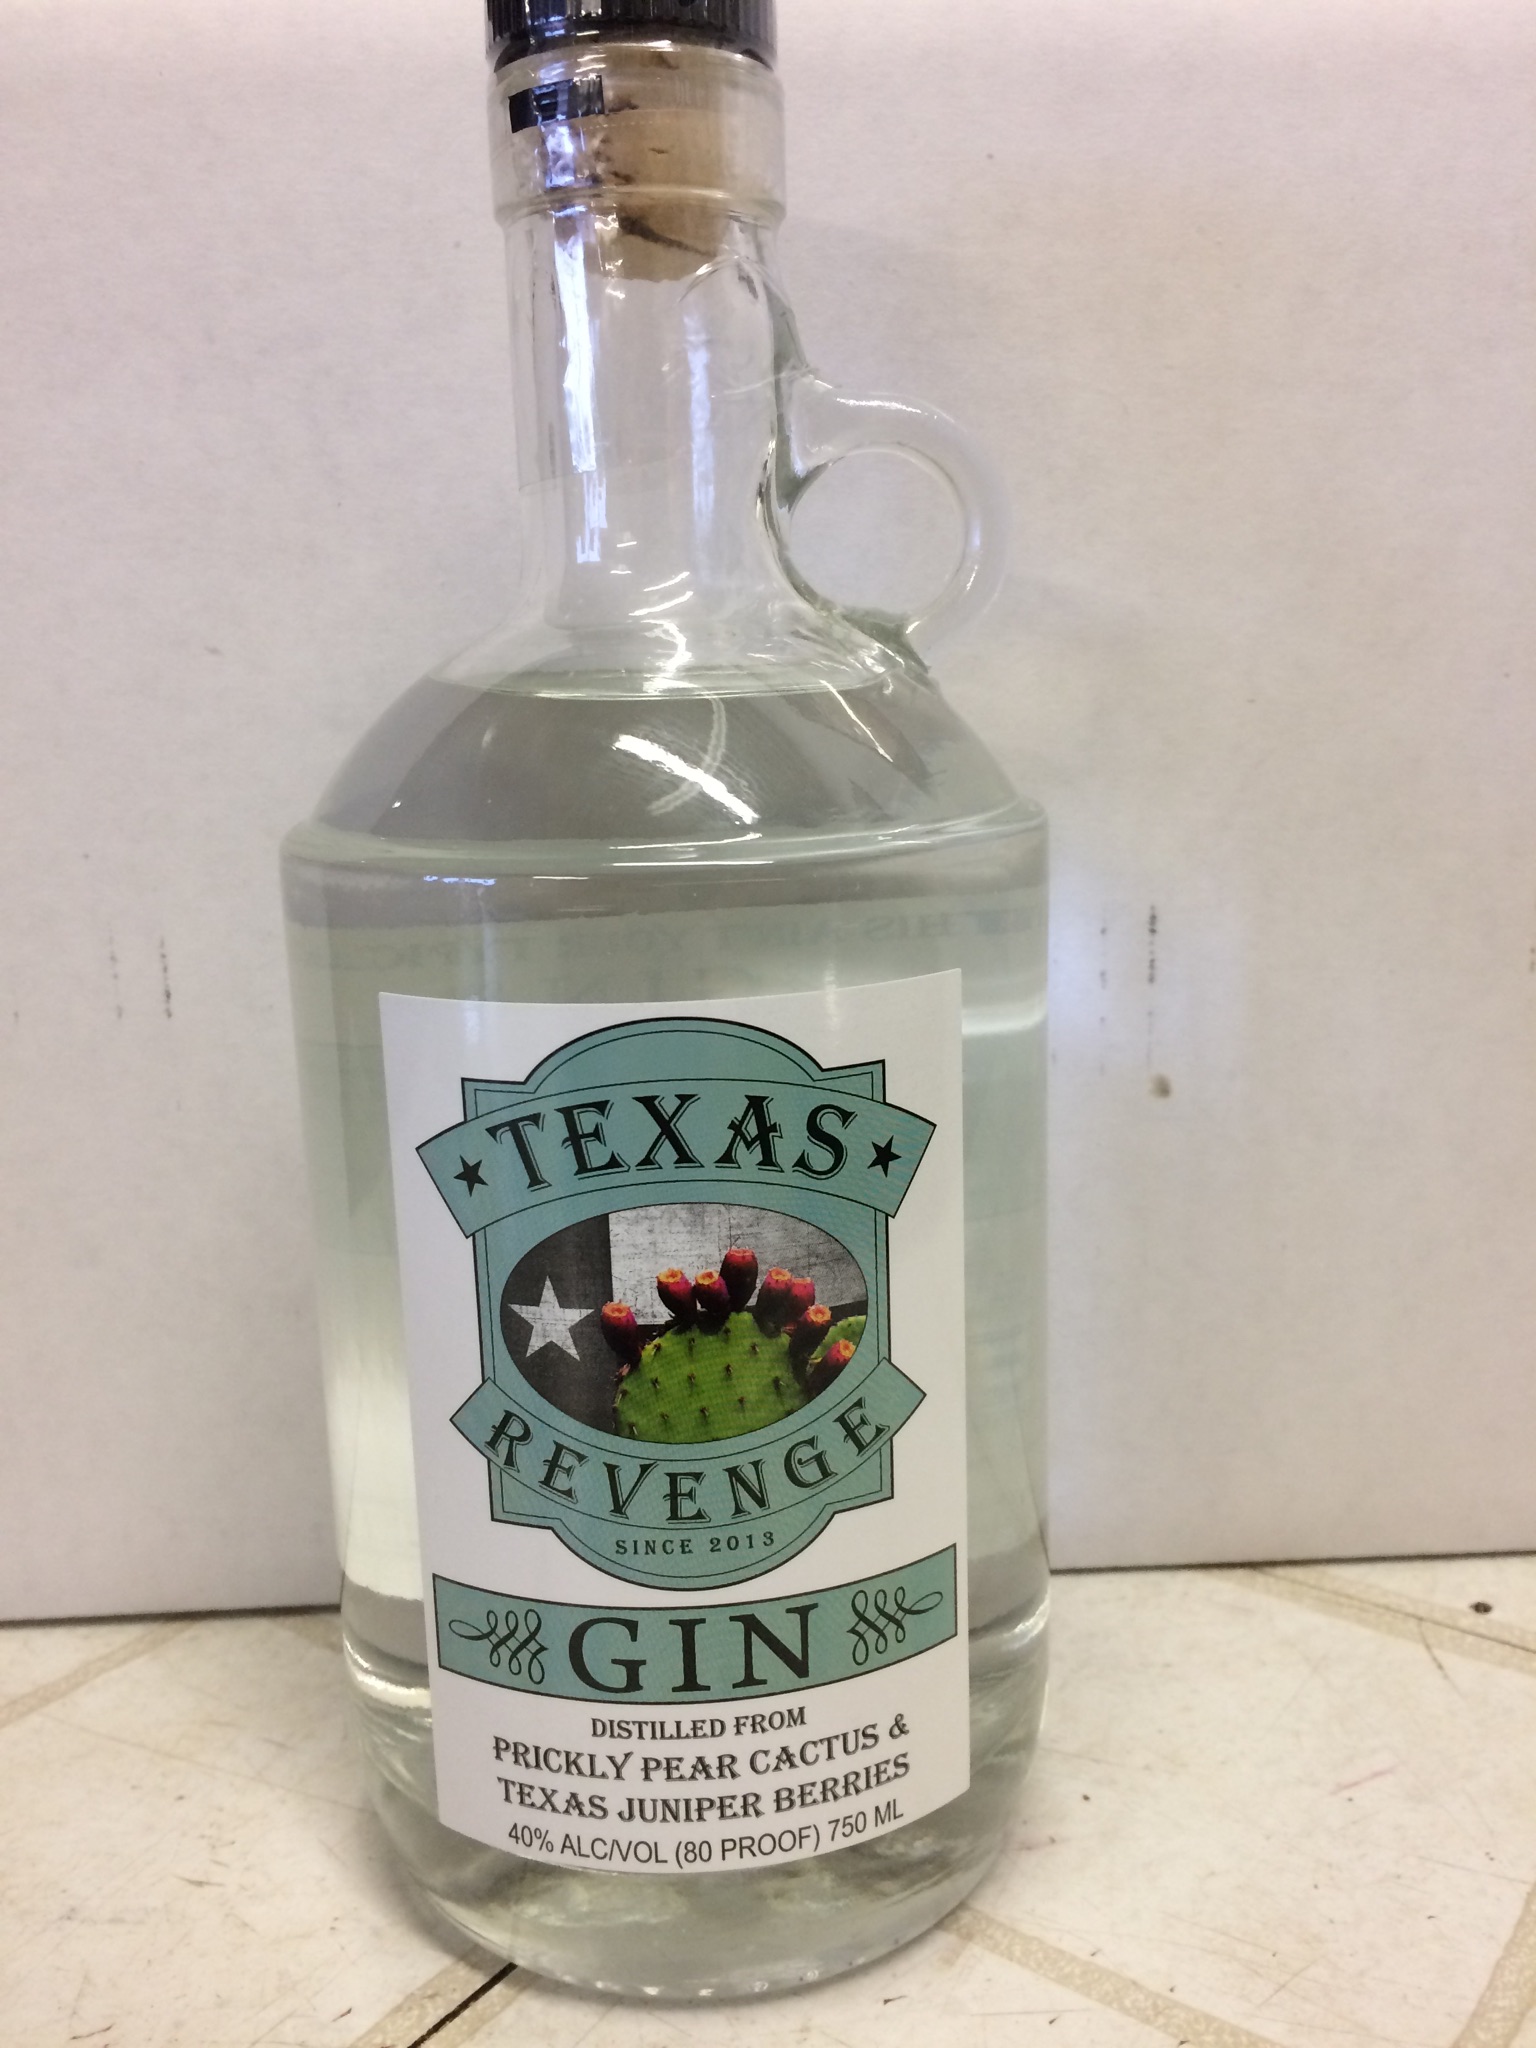 TEXAS
REVENGE
SINCE 2013
GIN
DISTILLED FROM
PRICKLY PEAR CACTUS &
TEXAS JUNIPER BERRIES
40% ALC/VOL (80 PROOF) 750 ML